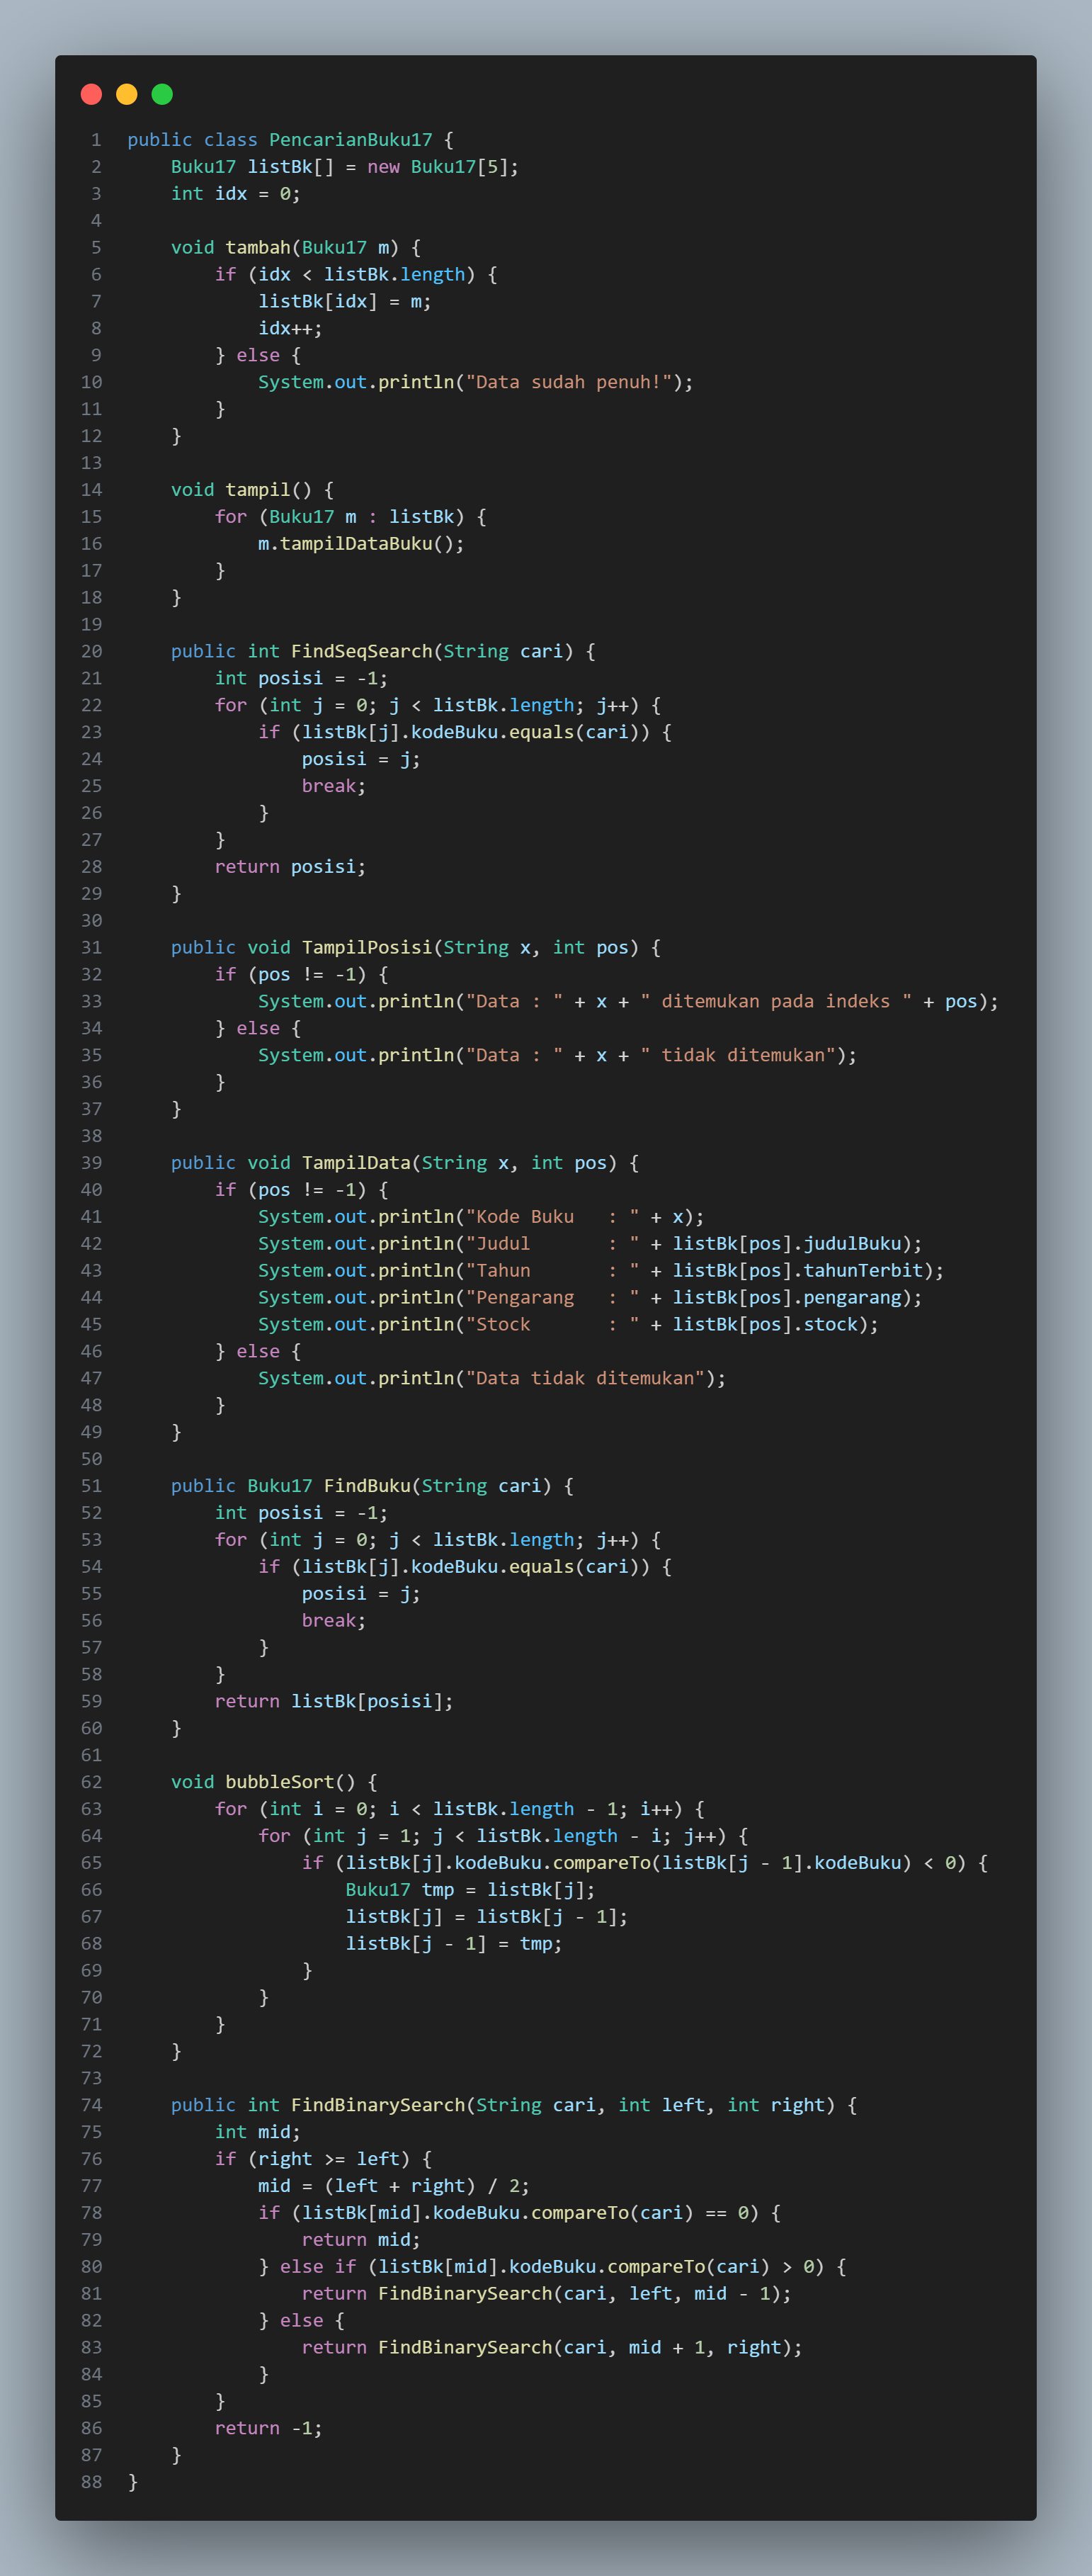 1 public class PencarianBuku17 {
2     Buku17 listBk[] = new Buku17[5];
3     int idx = 0;
4
5     void tambah(Buku17 m) {
6         if (idx < listBk.length) {
7             listBk[idx] = m;
8             idx++;
9         } else {
10             System.out.println("Data sudah penuh!");
11         }
12     }
13
14     void tampil() {
15         for (Buku17 m : listBk) {
16             m.tampilDataBuku();
17         }
18     }
19
20     public int FindSeqSearch(String cari) {
21         int posisi = -1;
22         for (int j = 0; j < listBk.length; j++) {
23             if (listBk[j].kodeBuku.equals(cari)) {
24                 posisi = j;
25                 break;
26             }
27         }
28         return posisi;
29     }
30
31     public void TampilPosisi(String x, int pos) {
32         if (pos != -1) {
33             System.out.println("Data : " + x + " ditemukan pada indeks " + pos);
34         } else {
35             System.out.println("Data : " + x + " tidak ditemukan");
36         }
37     }
38
39     public void TampilData(String x, int pos) {
40         if (pos != -1) {
41             System.out.println("Kode Buku   : " + x);
42             System.out.println("Judul       : " + listBk[pos].judulBuku);
43             System.out.println("Tahun       : " + listBk[pos].tahunTerbit);
44             System.out.println("Pengarang   : " + listBk[pos].pengarang);
45             System.out.println("Stock       : " + listBk[pos].stock);
46         } else {
47             System.out.println("Data tidak ditemukan");
48         }
49     }
50
51     public Buku17 FindBuku(String cari) {
52         int posisi = -1;
53         for (int j = 0; j < listBk.length; j++) {
54             if (listBk[j].kodeBuku.equals(cari)) {
55                 posisi = j;
56                 break;
57             }
58         }
59         return listBk[posisi];
60     }
61
62     void bubbleSort() {
63         for (int i = 0; i < listBk.length - 1; i++) {
64             for (int j = 1; j < listBk.length - i; j++) {
65                 if (listBk[j].kodeBuku.compareTo(listBk[j - 1].kodeBuku) < 0) {
66                     Buku17 tmp = listBk[j];
67                     listBk[j] = listBk[j - 1];
68                     listBk[j - 1] = tmp;
69                 }
70             }
71         }
72     }
73
74     public int FindBinarySearch(String cari, int left, int right) {
75         int mid;
76         if (right >= left) {
77             mid = (left + right) / 2;
78             if (listBk[mid].kodeBuku.compareTo(cari) == 0) {
79                 return mid;
80             } else if (listBk[mid].kodeBuku.compareTo(cari) > 0) {
81                 return FindBinarySearch(cari, left, mid - 1);
82             } else {
83                 return FindBinarySearch(cari, mid + 1, right);
84             }
85         }
86         return -1;
87     }
88 }